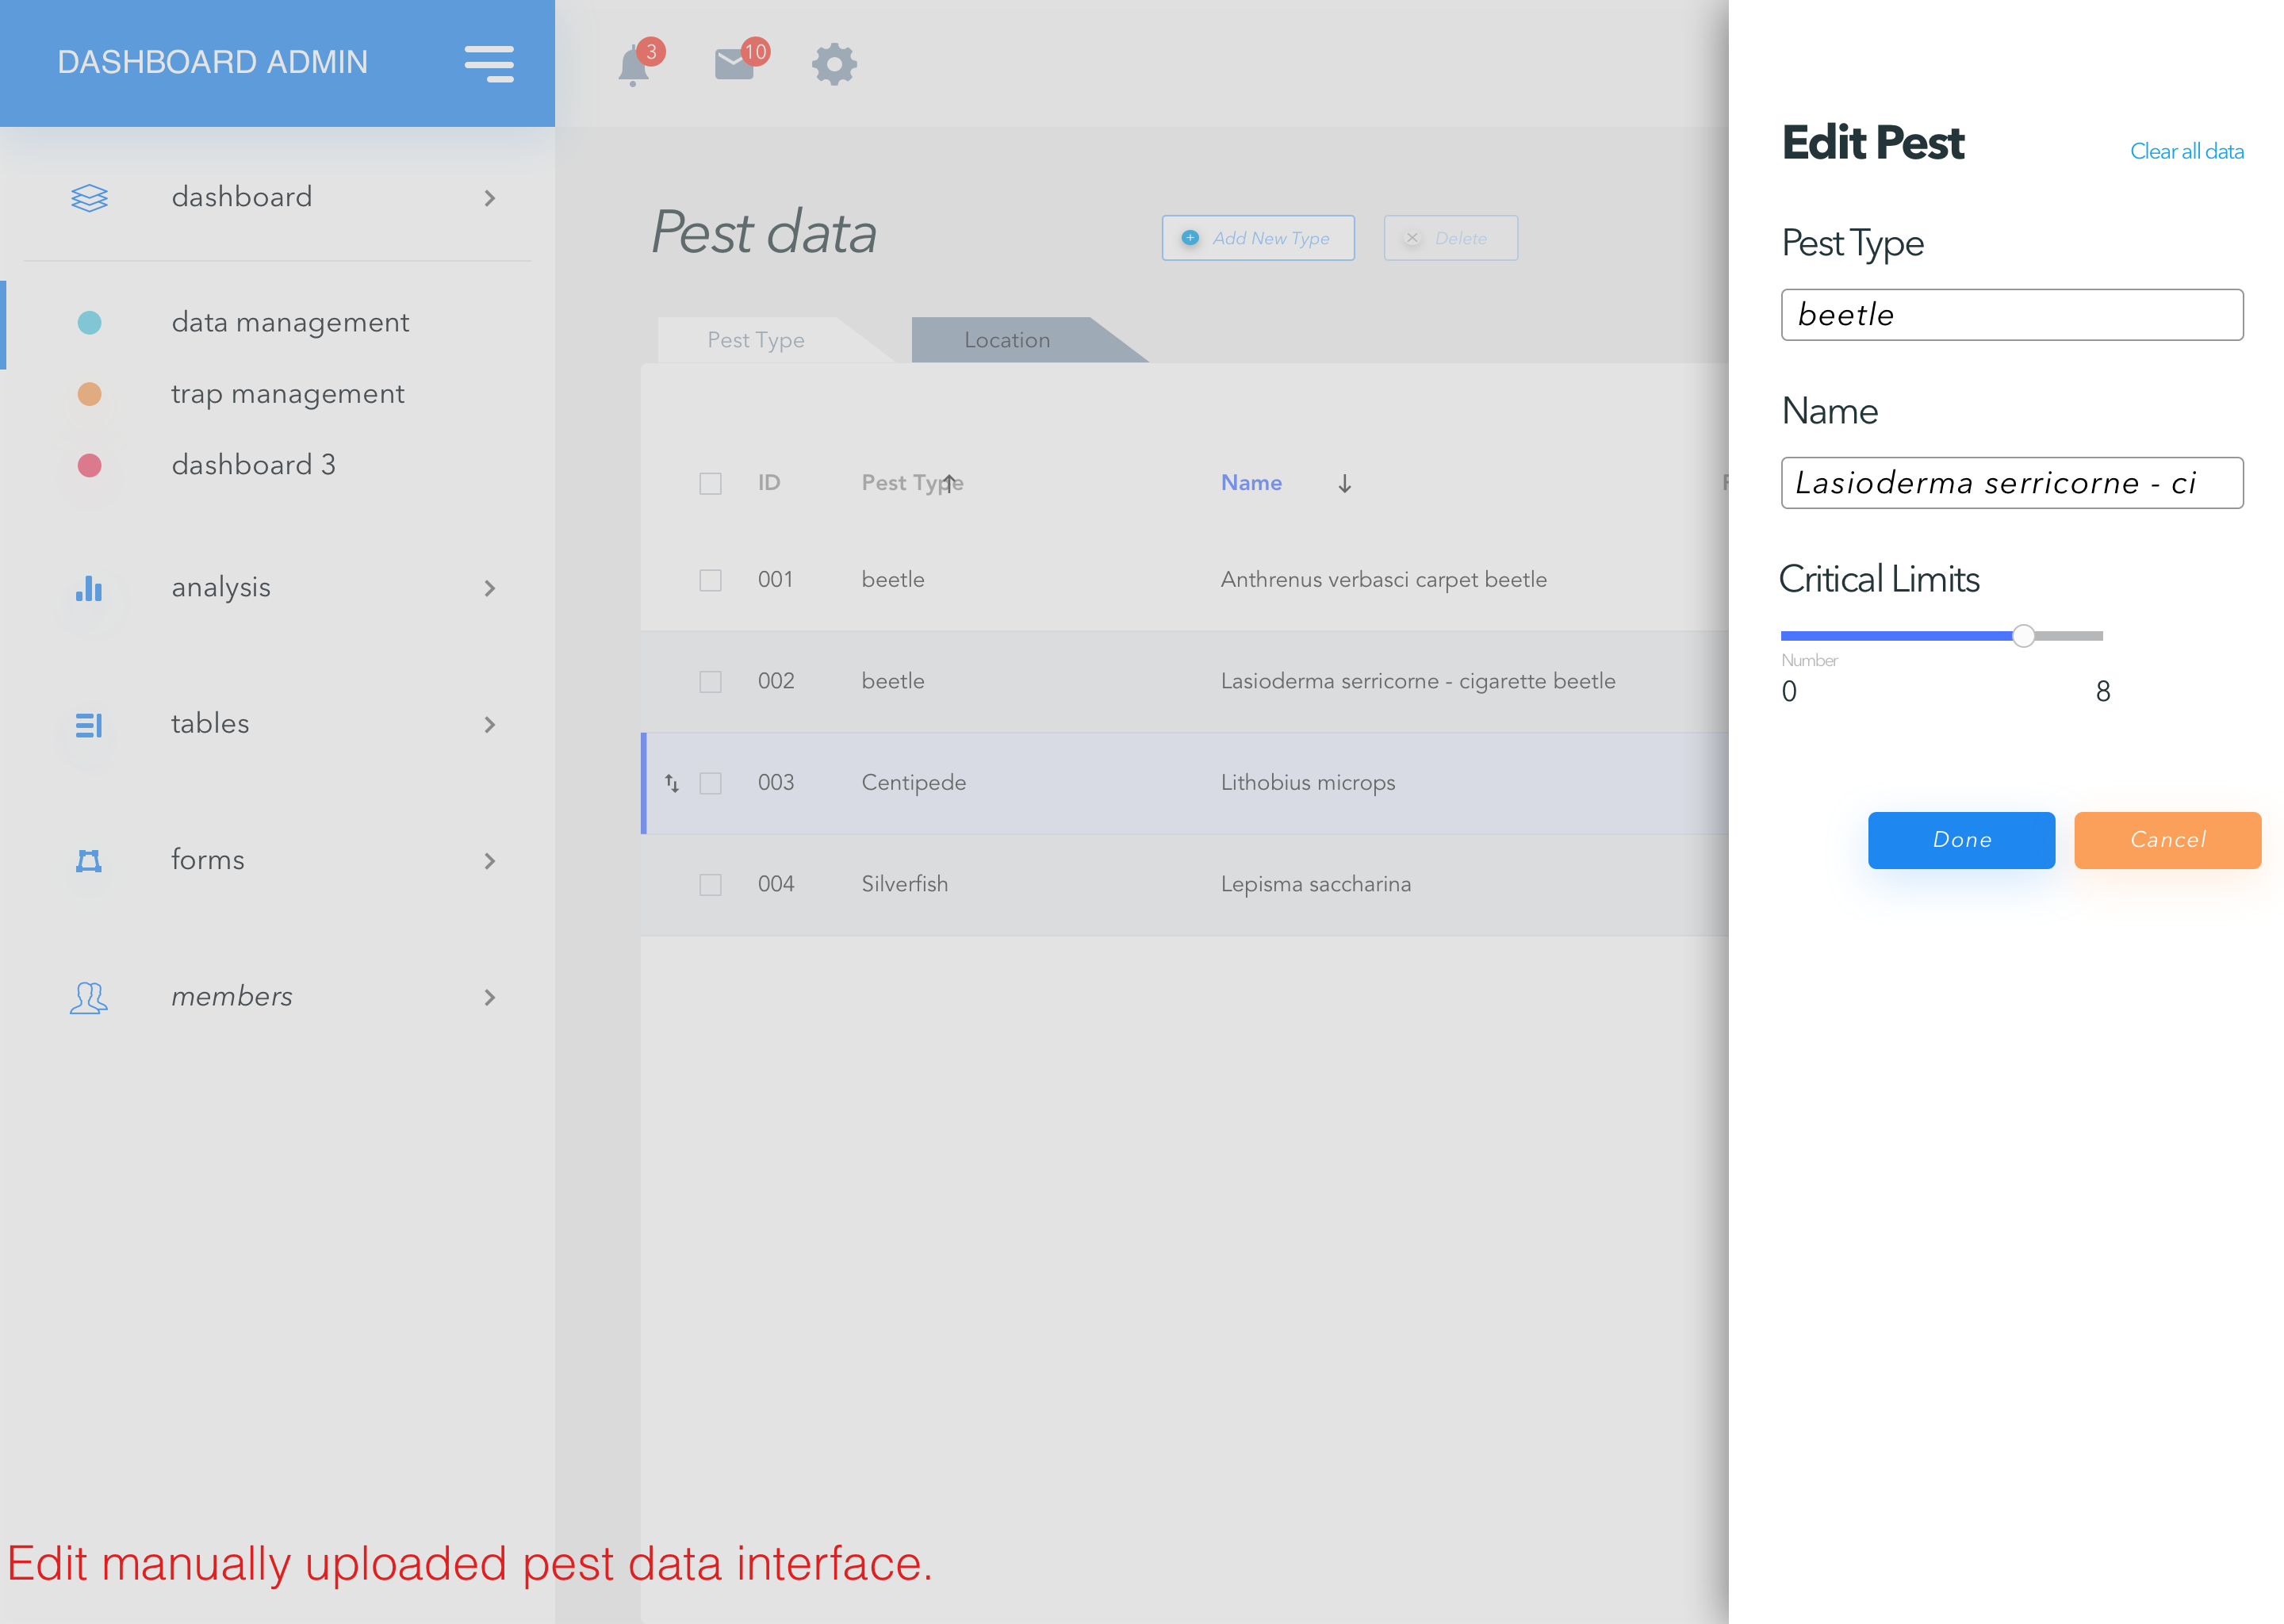 DASHBOARD ADMIN
3
10
dashboard
data management
trap management
dashboard 3
analysis
tables
forms
members
Pest data
Add New Type
Delete
Pest Type
Location
ID Pest Type Name
001 beetle Anthrenus verbasci carpet beetle
002 beetle Lasioderma serricorne - cigarette beetle
003 Centipede Lithobius microps
004 Silverfish Lepisma saccharina
Edit Pest
Clear all data
Pest Type
beetle
Name
Lasioderma serricorne - ci
Critical Limits
Number
0 8
Done Cancel
Edit manually uploaded pest data interface.